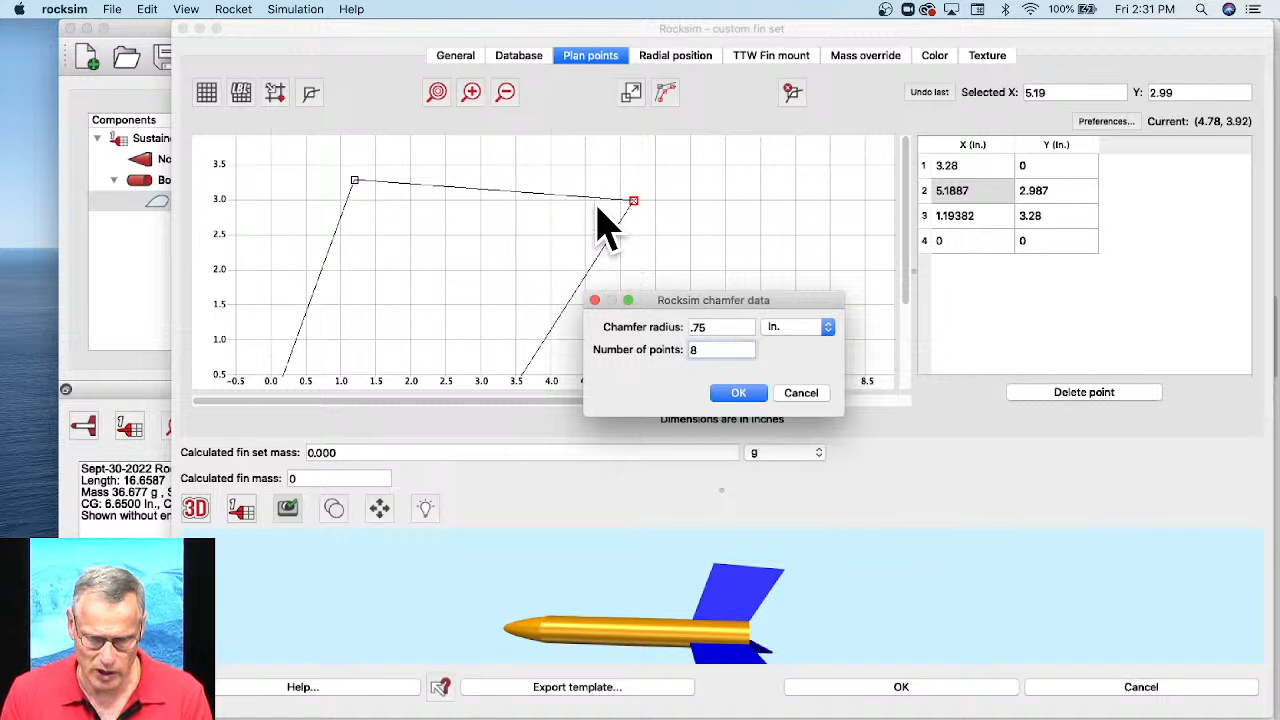 rocksim File Edit Rocket Simulation Help 100% Fri 2:31 PM
Rocksim - custom fin set
General Database Plan points Radial position TTW Fin mount Mass override Color Texture
Undo last Selected X: 5.19 Y: 2.99
Preferences... Current: (4.78, 3.92)
Components
Sustain
No
Bo
X (In.) Y (In.)
1 3.28 0
2 5.1887 2.987
3 1.19382 3.28
4 0 0
Delete point
3.5
3.0
2.5
2.0
1.5
1.0
0.5
-0.5 0.0 0.5 1.0 1.5 2.0 2.5 3.0 3.5 4.0 4 8.5
Rocksim chamfer data
Chamfer radius: .75 In.
Number of points: 8
OK Cancel
Dimensions are in inches
Calculated fin set mass: 0.000 g
Calculated fin mass: 0
3D
Sept-30-2022 Ro
Length: 16.6587
Mass 36.677 g , S
CG: 6.6500 In., C
Shown without en
Help... Export template... OK Cancel